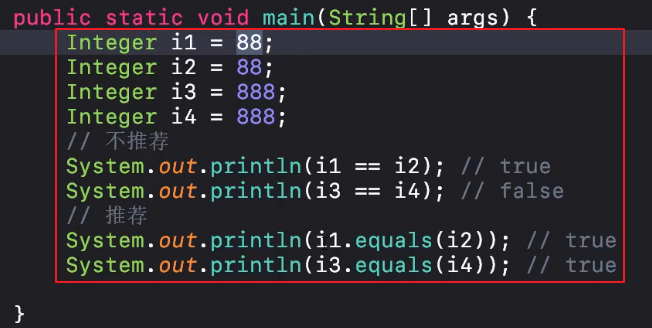 public static void main(String[] args) {
Integer i1 = 88;
Integer i2 = 88;
Integer i3 = 888;
Integer i4 = 888;
// 不推荐
System.out.println(i1 == i2); // true
System.out.println(i3 == i4); // false
// 推荐
System.out.println(i1.equals(i2)); // true
System.out.println(i3.equals(i4)); // true
}